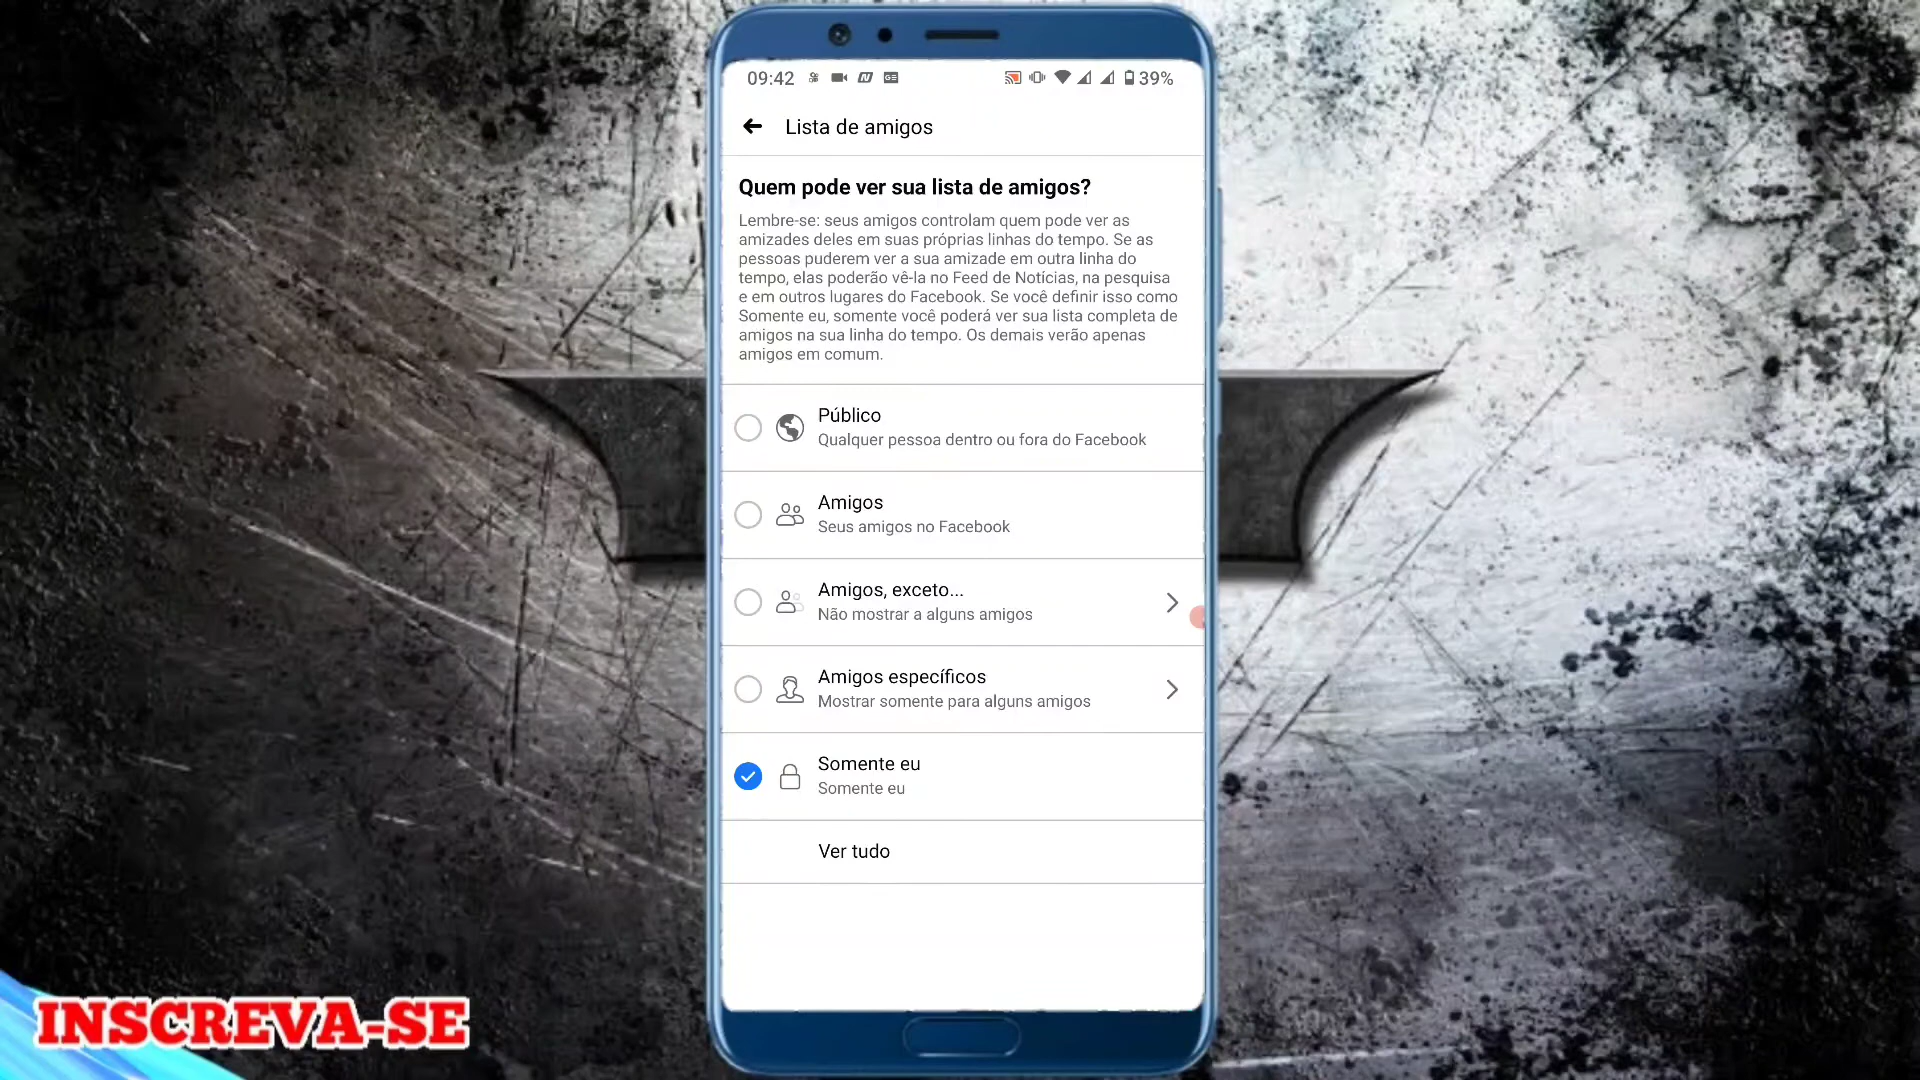 09:42
39%
Lista de amigos
Quem pode ver sua lista de amigos?
Lembre-se: seus amigos controlam quem pode ver as
amizades deles em suas próprias linhas do tempo. Se as
pessoas puderem ver a sua amizade em outra linha do
tempo, elas poderão vê-la no Feed de Notícias, na pesquisa
e em outros lugares do Facebook. Se você definir isso como
Somente eu, somente você poderá ver sua lista completa de
amigos na sua linha do tempo. Os demais verão apenas
amigos em comum.
Público
Qualquer pessoa dentro ou fora do Facebook
Amigos
Seus amigos no Facebook
Amigos, exceto...
Não mostrar a alguns amigos
Amigos específicos
Mostrar somente para alguns amigos
Somente eu
Somente eu
Ver tudo
INSCREVA-SE